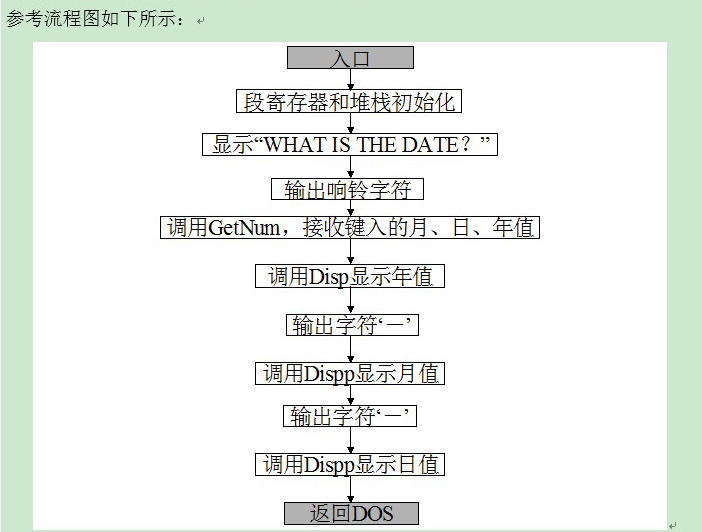 参考流程图如下所示：
入口
段寄存器和堆栈初始化
显示“WHAT IS THE DATE？”
输出响铃字符
调用GetNum，接收键入的月、日、年值
调用Disp显示年值
输出字符‘－’
调用Dispp显示月值
输出字符‘－’
调用Dispp显示日值
返回DOS